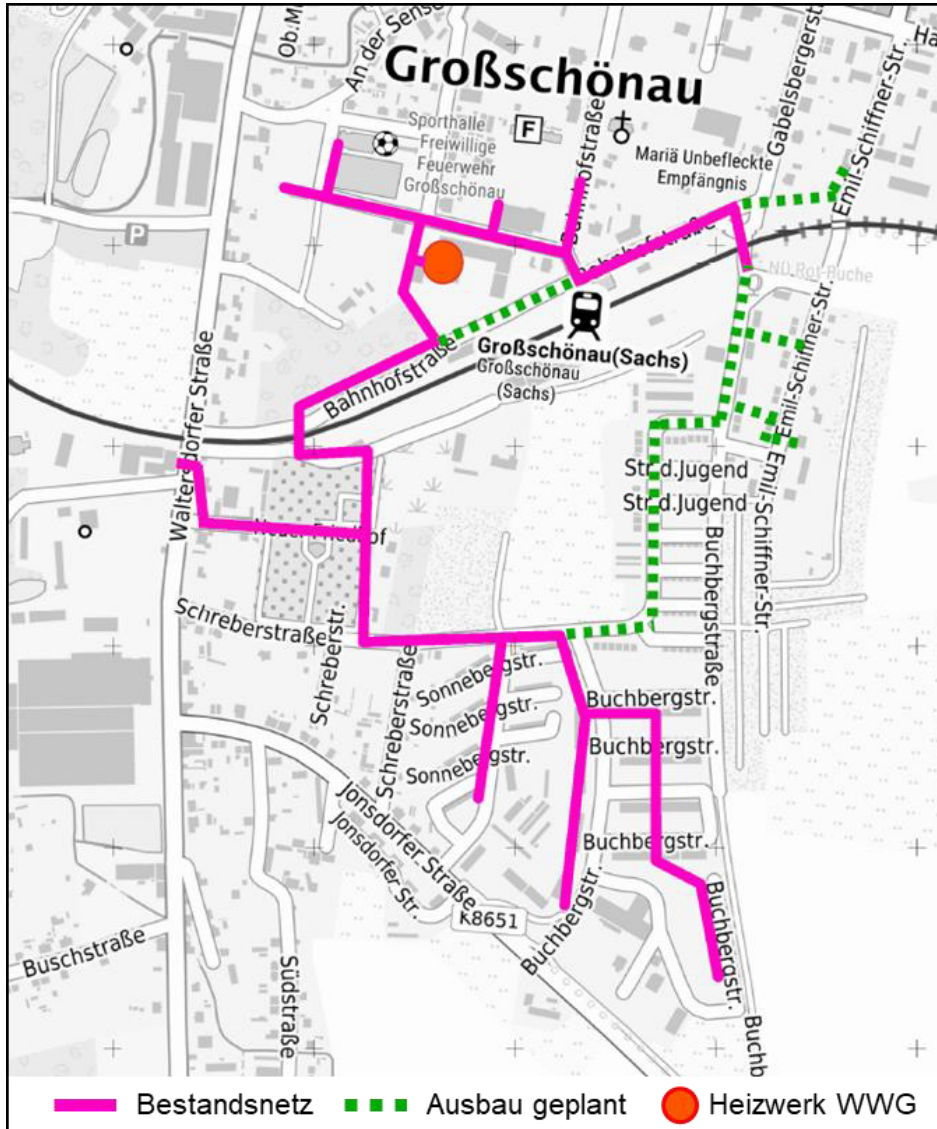 Ob.M
An der Sense
Großschönau
Gabelsbergerst
Hä
Emil-Schiffner-Str.
Sporthalle
Freiwillige
Feuerwehr
Großschönau
F
Bahnhofstraße
Mariä Unbefleckte
Empfängnis
P
Bahnhofstraße
ND Rot-Buche
Emil-Schiffner-Str.
Großschönau(Sachs)
Großschönau
(Sachs)
Bahnhofstraße
Waltersdorfer Straße
Str.d.Jugend
Str.d.Jugend
Emil-Schiffner-Str.
Neuer Friedhof
Buchbergstraße
Schreberstraße
Schreberstr.
Schreberstraße
Sonnebergstr.
Sonnebergstr.
Sonnebergstr.
Buchbergstr.
Buchbergstr.
Buchbergstr.
Jonsdorfer Straße
Jonsdorfer Str.
K8651
Buchbergstr.
Buchbergstr.
Buschstraße
Südstraße
Buchb
Bestandsnetz
Ausbau geplant
Heizwerk WWG